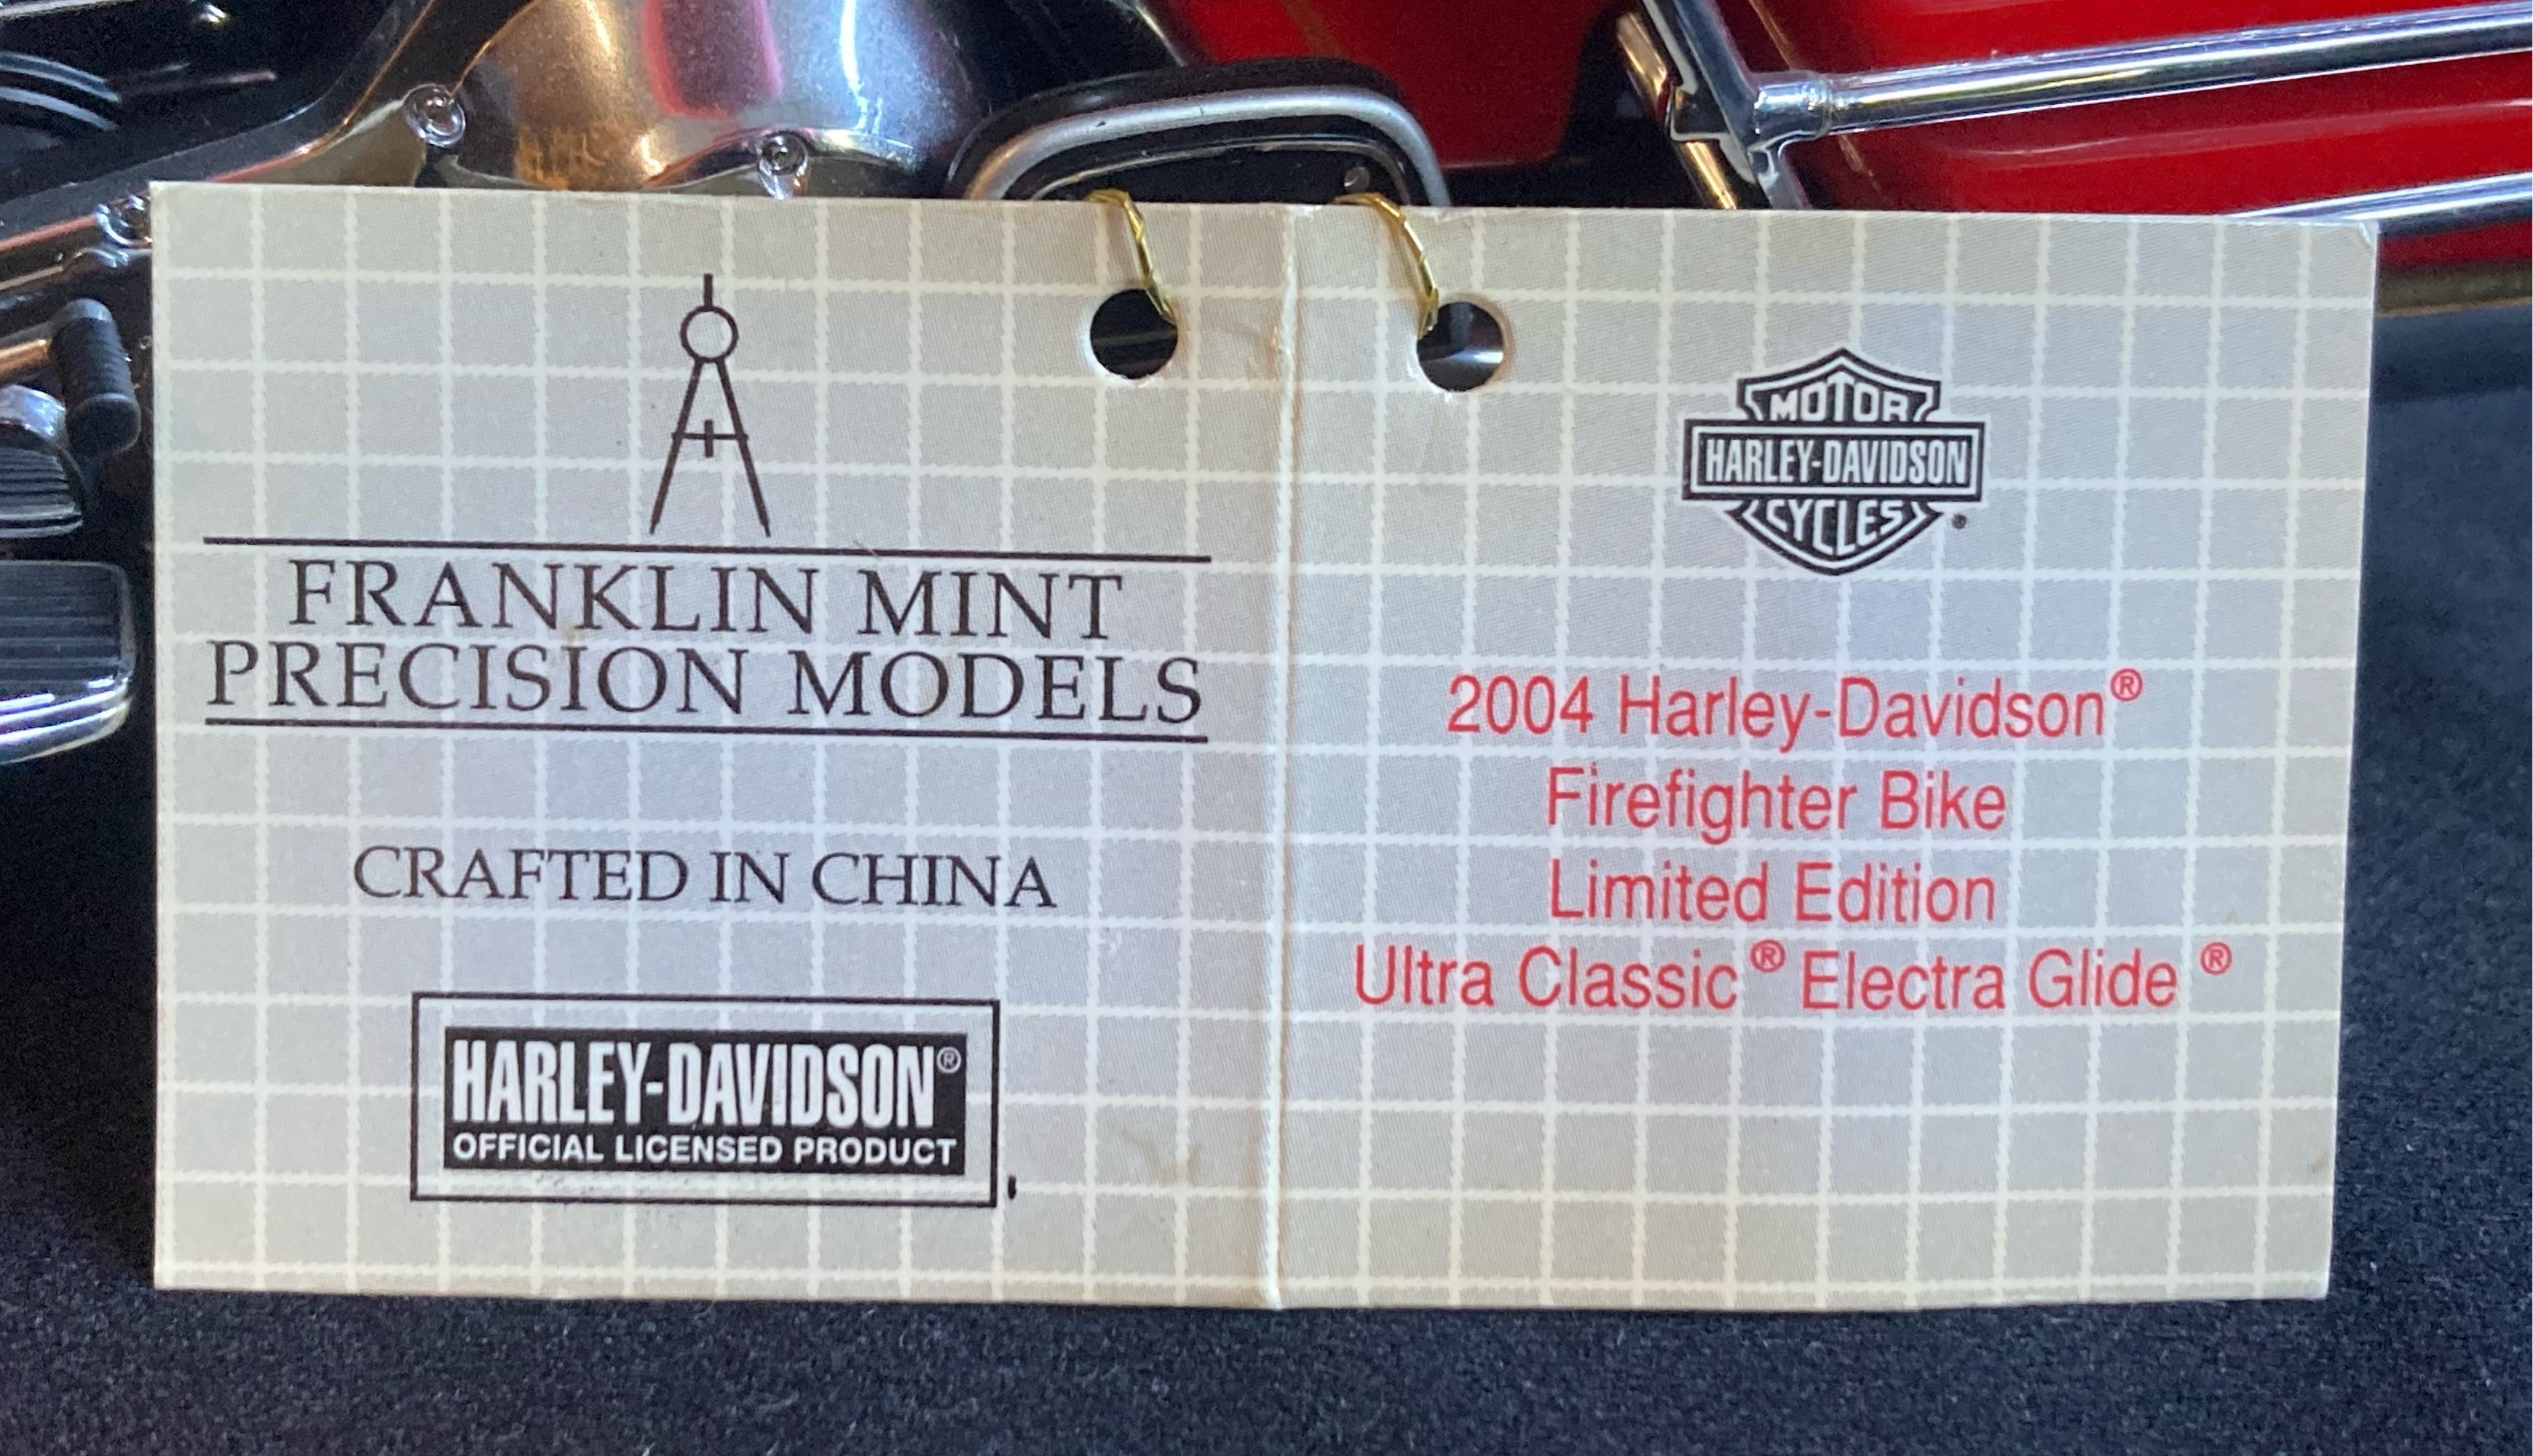 FRANKLIN MINT
PRECISION MODELS
CRAFTED IN CHINA
HARLEY-DAVIDSON®
OFFICIAL LICENSED PRODUCT
MOTOR
HARLEY-DAVIDSON
CYCLES
2004 Harley-Davidson®
Firefighter Bike
Limited Edition
Ultra Classic® Electra Glide®